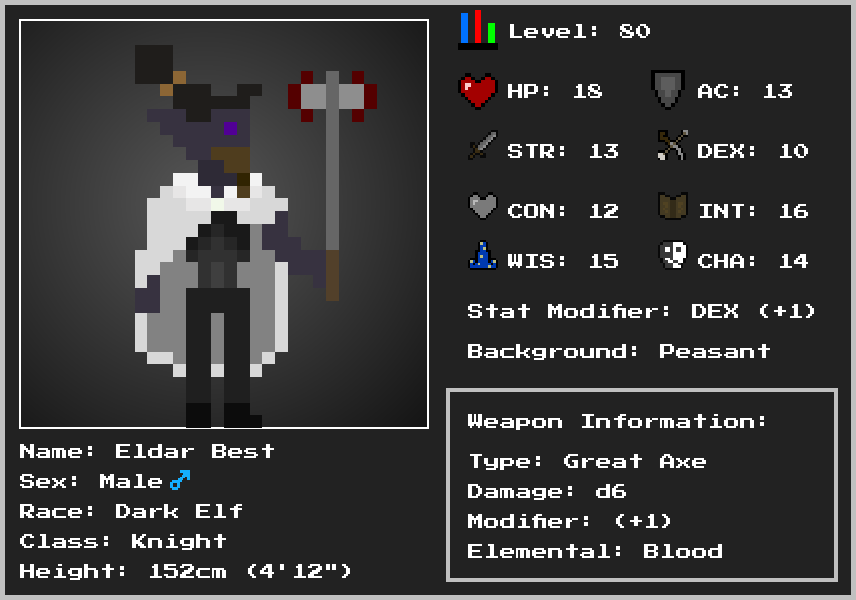 Level: 80
HP: 18 AC: 13
STR: 13 DEX: 10
CON: 12 INT: 16
WIS: 15 CHA: 14
Stat Modifier: DEX (+1)
Background: Peasant
Weapon Information:
Type: Great Axe
Damage: d6
Modifier: (+1)
Elemental: Blood
Name: Eldar Best
Sex: Male♂
Race: Dark Elf
Class: Knight
Height: 152cm (4'12")